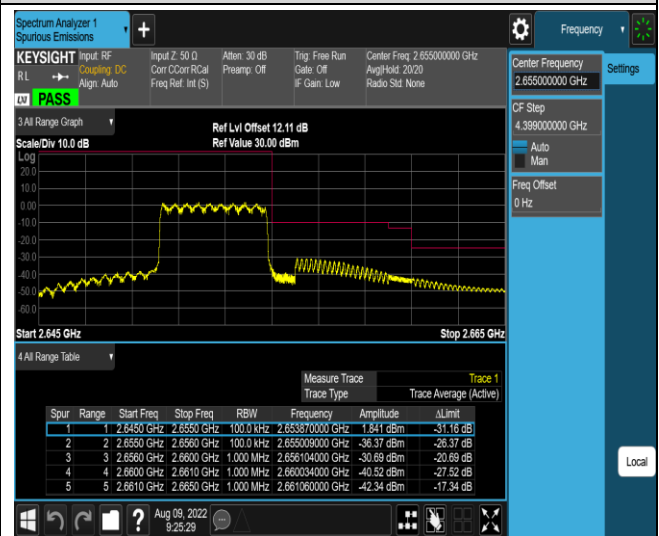 Spectrum Analyzer 1
Spurious Emissions
+
Frequency
KEYSIGHT Input: RF Input Z: 50 Ω Atten: 30 dB Trig: Free Run Center Freq: 2.655000000 GHz
RL Coupling: DC Corr CCorr RCal Preamp: Off Gate: Off Avg|Hold: 20/20
Align: Auto Freq Ref: Int (S) IF Gain: Low Radio Std: None
LXI PASS
Center Frequency
2.655000000 GHz
Settings
CF Step
4.399000000 GHz
Auto
Man
Freq Offset
0 Hz
3 All Range Graph
Ref Lvl Offset 12.11 dB
Scale/Div 10.0 dB Ref Value 30.00 dBm
Log
20.0
10.0
0.00
-10.0
-20.0
-30.0
-40.0
-50.0
-60.0
Start 2.645 GHz Stop 2.665 GHz
4 All Range Table
Measure Trace Trace 1
Trace Type Trace Average (Active)
Spur Range Start Freq Stop Freq RBW Frequency Amplitude ΔLimit
1 1 2.6450 GHz 2.6550 GHz 100.0 kHz 2.653870000 GHz 1.841 dBm -31.16 dB
2 2 2.6550 GHz 2.6560 GHz 100.0 kHz 2.655009000 GHz -36.37 dBm -26.37 dB
3 3 2.6560 GHz 2.6600 GHz 1.000 MHz 2.656104000 GHz -30.69 dBm -20.69 dB
4 4 2.6600 GHz 2.6610 GHz 1.000 MHz 2.660034000 GHz -40.52 dBm -27.52 dB
5 5 2.6610 GHz 2.6650 GHz 1.000 MHz 2.661060000 GHz -42.34 dBm -17.34 dB
Local
? Aug 09, 2022
9:25:29